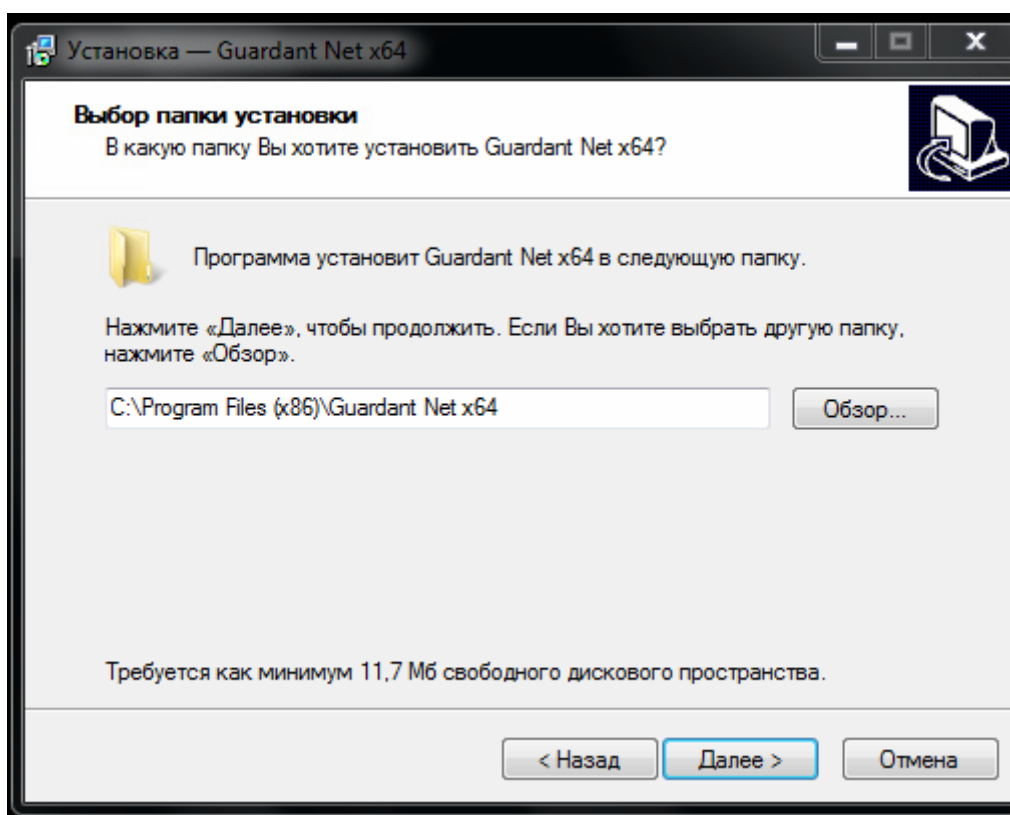 Установка — Guardant Net x64
Выбор папки установки
В какую папку Вы хотите установить Guardant Net x64?
Программа установит Guardant Net x64 в следующую папку.
Нажмите «Далее», чтобы продолжить. Если Вы хотите выбрать другую папку,
нажмите «Обзор».
C:\Program Files (x86)\Guardant Net x64
Обзор...
Требуется как минимум 11,7 Мб свободного дискового пространства.
< Назад
Далее >
Отмена